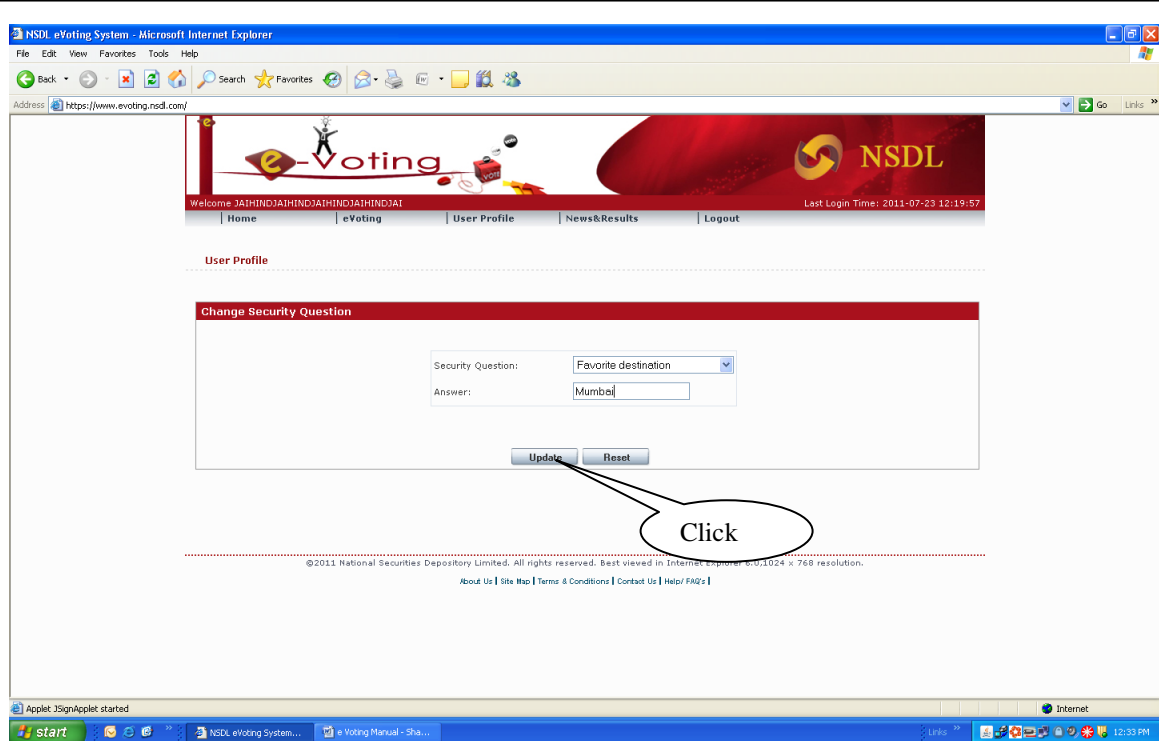 NSDL eVoting System - Microsoft Internet Explorer
File Edit View Favorites Tools Help
Back Search Favorites
Address https://www.evoting.nsdl.com/ Go Links »
e
e-Voting VOTE NSDL
Welcome JAIHINDJAIHINDJAIHINDJAIHINDJAI Last Login Time: 2011-07-23 12:19:57
Home eVoting User Profile News&Results Logout
User Profile
Change Security Question
Security Question: Favorite destination
Answer: Mumbai
Update Reset
Click
©2011 National Securities Depository Limited. All rights reserved. Best viewed in Internet Explorer 6.0,1024 x 768 resolution.
About Us | Site Map | Terms & Conditions | Contact Us | Help/ FAQ's |
Applet JSignApplet started Internet
start » NSDL eVoting System... e Voting Manual - Sha... Links » 12:33 PM